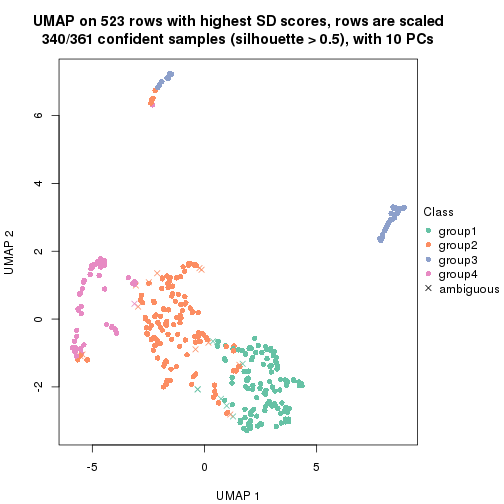 UMAP on 523 rows with highest SD scores, rows are scaled
340/361 confident samples (silhouette > 0.5), with 10 PCs
6
4
2
0
-2
UMAP 2
-5
0
5
UMAP 1
Class
group1
group2
group3
group4
ambiguous